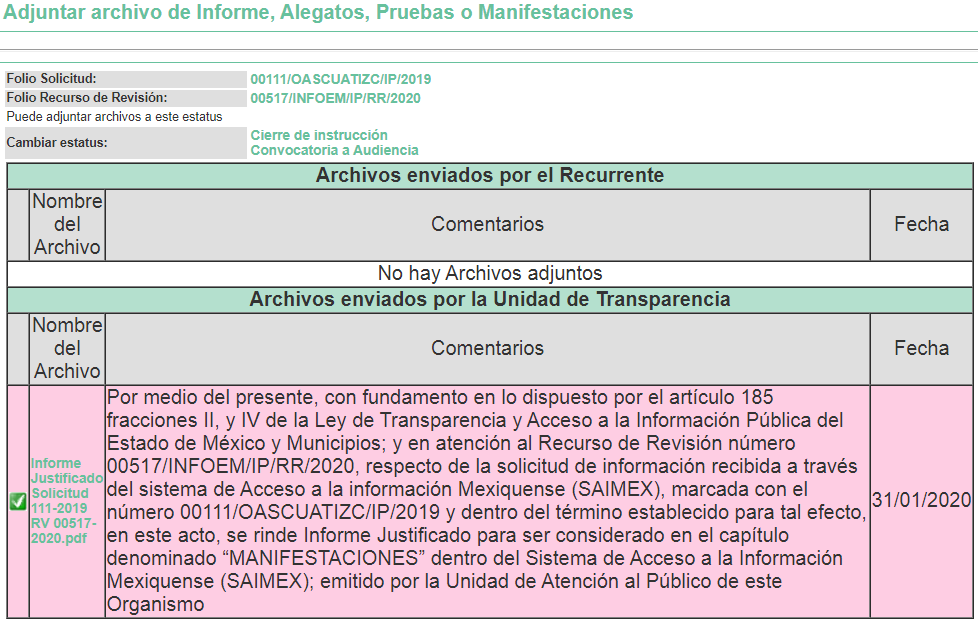 Adjuntar archivo de Informe, Alegatos, Pruebas o Manifestaciones
Folio Solicitud: 00111/OASCUATIZC/IP/2019
Folio Recurso de Revisión: 00517/INFOEM/IP/RR/2020
Puede adjuntar archivos a este estatus
Cambiar estatus: Cierre de instrucción
Convocatoria a Audiencia
Archivos enviados por el Recurrente
Nombre
del
Archivo
Comentarios
Fecha
No hay Archivos adjuntos
Archivos enviados por la Unidad de Transparencia
Nombre
del
Archivo
Comentarios
Fecha
Informe
Justificado
Solicitud
111-2019
RV 00517-
2020.pdf
Por medio del presente, con fundamento en lo dispuesto por el artículo 185
fracciones II, y IV de la Ley de Transparencia y Acceso a la Información Pública del
Estado de México y Municipios; y en atención al Recurso de Revisión número
00517/INFOEM/IP/RR/2020, respecto de la solicitud de información recibida a través
del sistema de Acceso a la información Mexiquense (SAIMEX), marcada con el
número 00111/OASCUATIZC/IP/2019 y dentro del término establecido para tal efecto,
en este acto, se rinde Informe Justificado para ser considerado en el capítulo
denominado “MANIFESTACIONES” dentro del Sistema de Acceso a la Información
Mexiquense (SAIMEX); emitido por la Unidad de Atención al Público de este
Organismo
31/01/2020